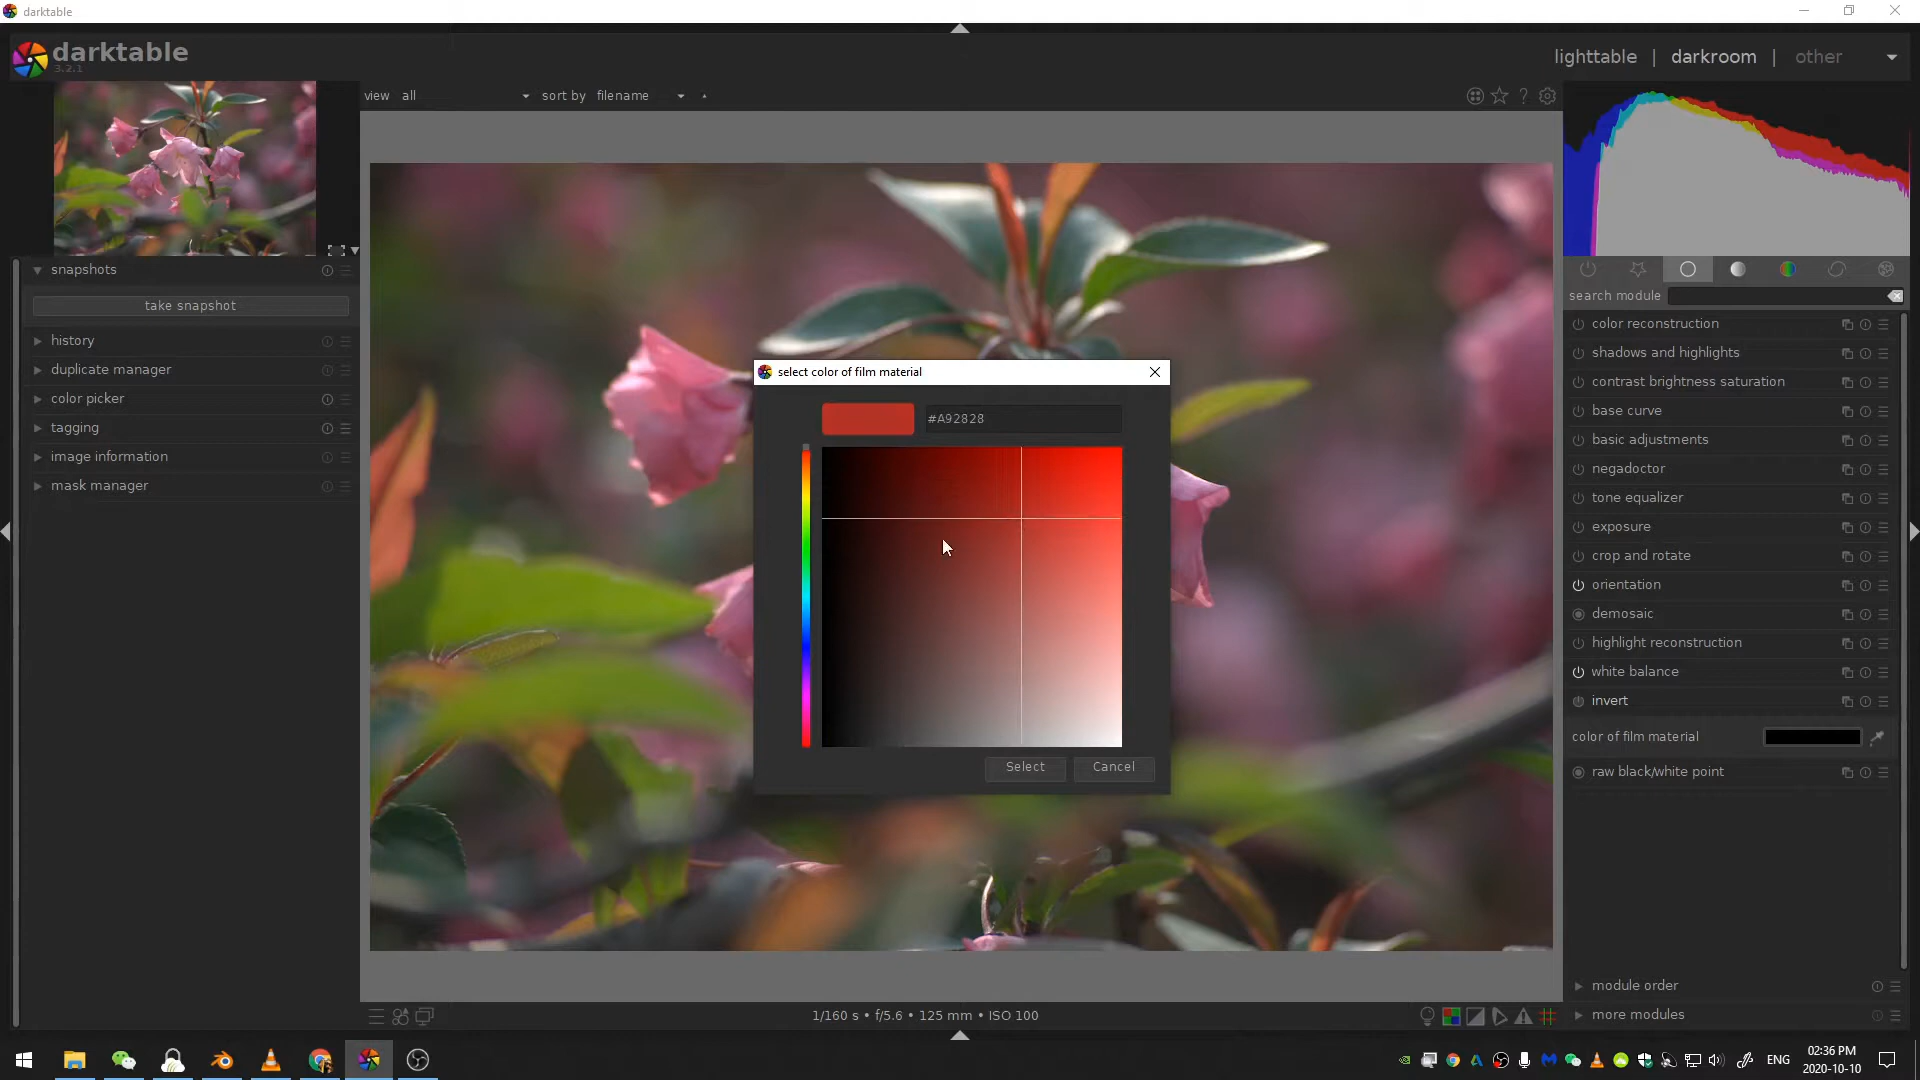 darktable
darktable
3.2.1
lighttable | darkroom | other
view all sort by filename
snapshots
take snapshot
history
duplicate manager
color picker
tagging
image information
mask manager
select color of film material
#A92828
Select Cancel
1/160 s • f/5.6 • 125 mm • ISO 100
search module
color reconstruction
shadows and highlights
contrast brightness saturation
base curve
basic adjustments
negadoctor
tone equalizer
exposure
crop and rotate
orientation
demosaic
highlight reconstruction
white balance
invert
color of film material
raw black/white point
module order
more modules
ENG
02:36 PM
2020-10-10